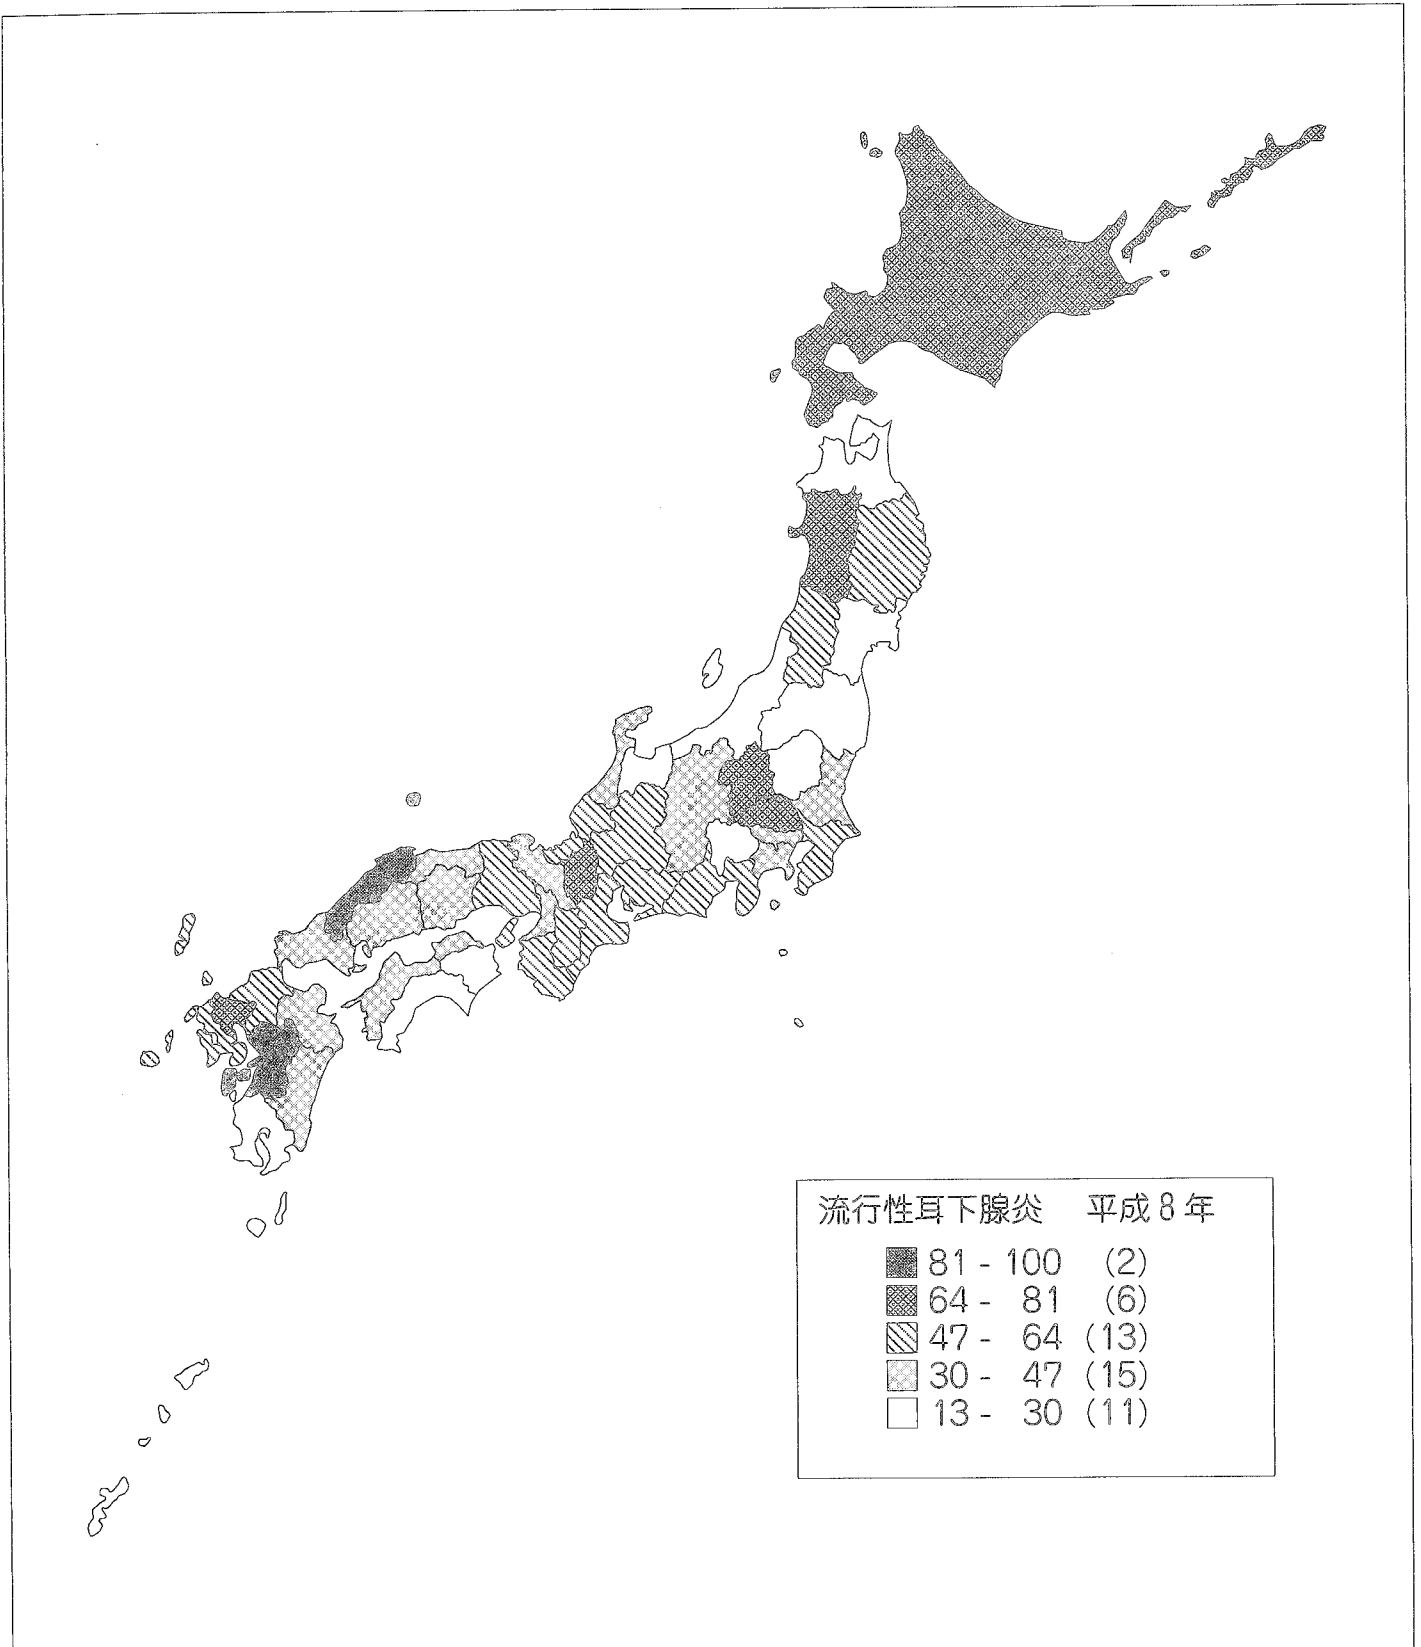 流行性耳下腺炎 平成8年
81 - 100 (2)
64 - 81 (6)
47 - 64 (13)
30 - 47 (15)
13 - 30 (11)